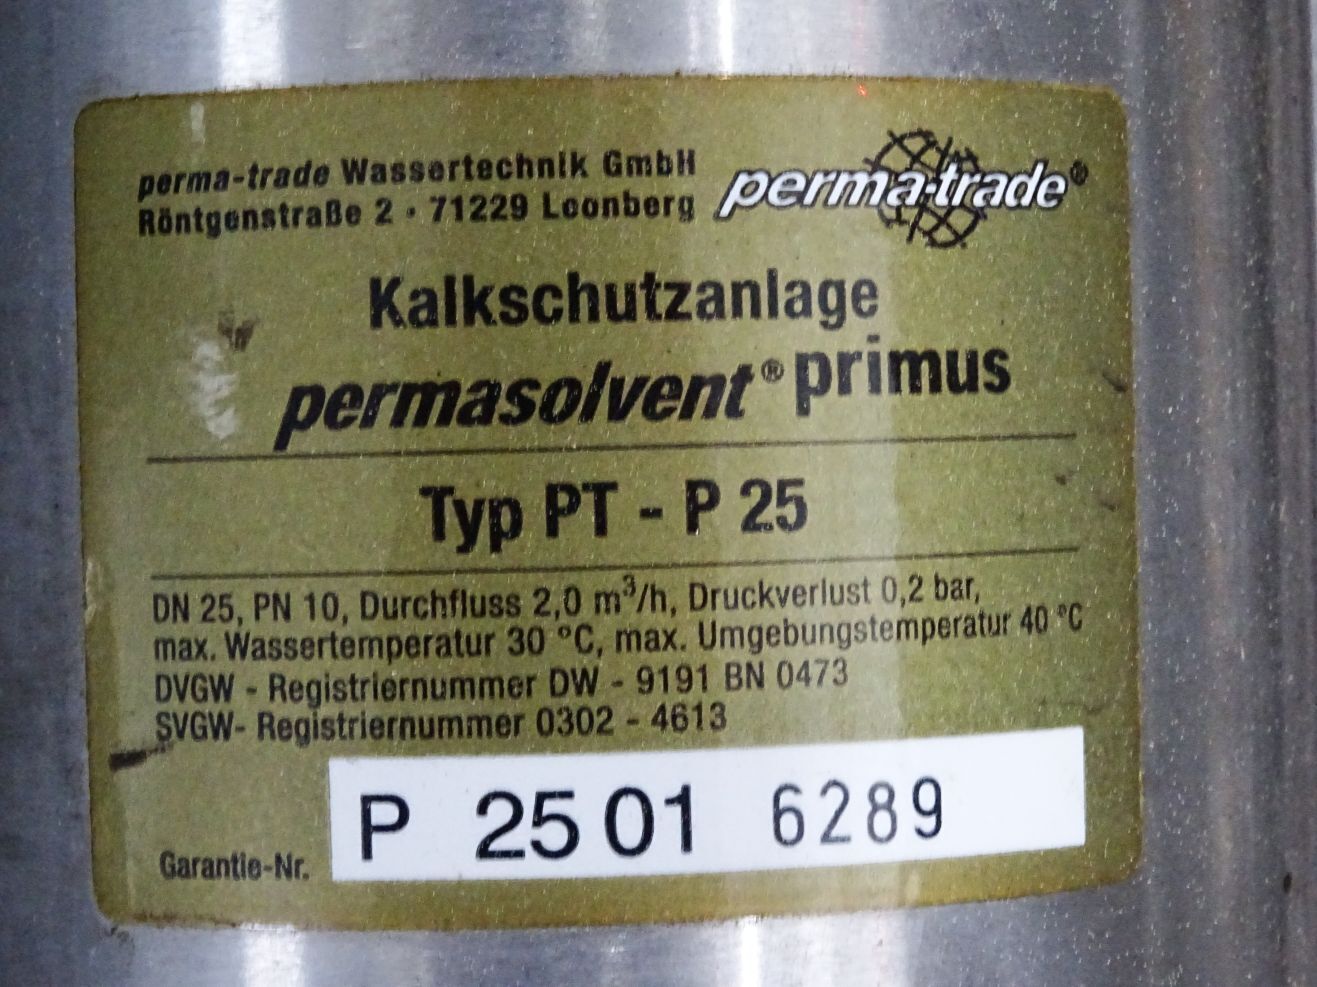 perma-trade Wassertechnik GmbH
Röntgenstraße 2 · 71229 Leonberg
perma-trade®
Kalkschutzanlage
permasolvent® primus
Typ PT - P 25
DN 25, PN 10, Durchfluss 2,0 m³/h, Druckverlust 0,2 bar,
max. Wassertemperatur 30 °C, max. Umgebungstemperatur 40 °C
DVGW - Registriernummer DW - 9191 BN 0473
SVGW- Registriernummer 0302 - 4613
Garantie-Nr. P 25 01 6289